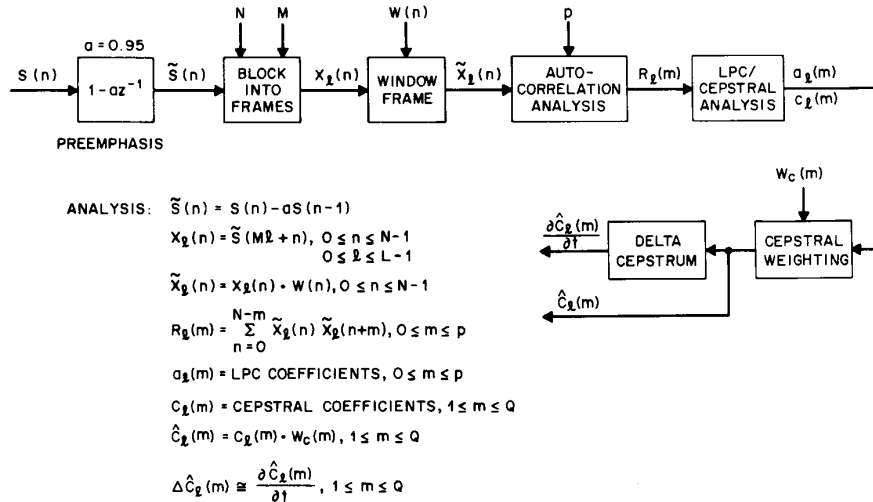 N M W(n) p
a = 0.95
S(n) 1-az⁻¹ S̃(n) BLOCK INTO FRAMES X_ℓ(n) WINDOW FRAME X̃_ℓ(n) AUTO-CORRELATION ANALYSIS R_ℓ(m) LPC/CEPSTRAL ANALYSIS a_ℓ(m) c_ℓ(m)
PREEMPHASIS
W_c(m)
∂Ĉ_ℓ(m)/∂t DELTA CEPSTRUM CEPSTRAL WEIGHTING
Ĉ_ℓ(m)
ANALYSIS: S̃(n) = S(n)-aS(n-1)
X_ℓ(n) = S̃(Mℓ+n), 0 ≤ n ≤ N-1
0 ≤ ℓ ≤ L-1
X̃_ℓ(n) = X_ℓ(n) • W(n), 0 ≤ n ≤ N-1
R_ℓ(m) = N-m Σ n=0 X̃_ℓ(n) X̃_ℓ(n+m), 0 ≤ m ≤ p
a_ℓ(m) = LPC COEFFICIENTS, 0 ≤ m ≤ p
C_ℓ(m) = CEPSTRAL COEFFICIENTS, 1 ≤ m ≤ Q
Ĉ_ℓ(m) = C_ℓ(m) • W_c(m), 1 ≤ m ≤ Q
ΔĈ_ℓ(m) ≅ ∂Ĉ_ℓ(m)/∂t, 1 ≤ m ≤ Q